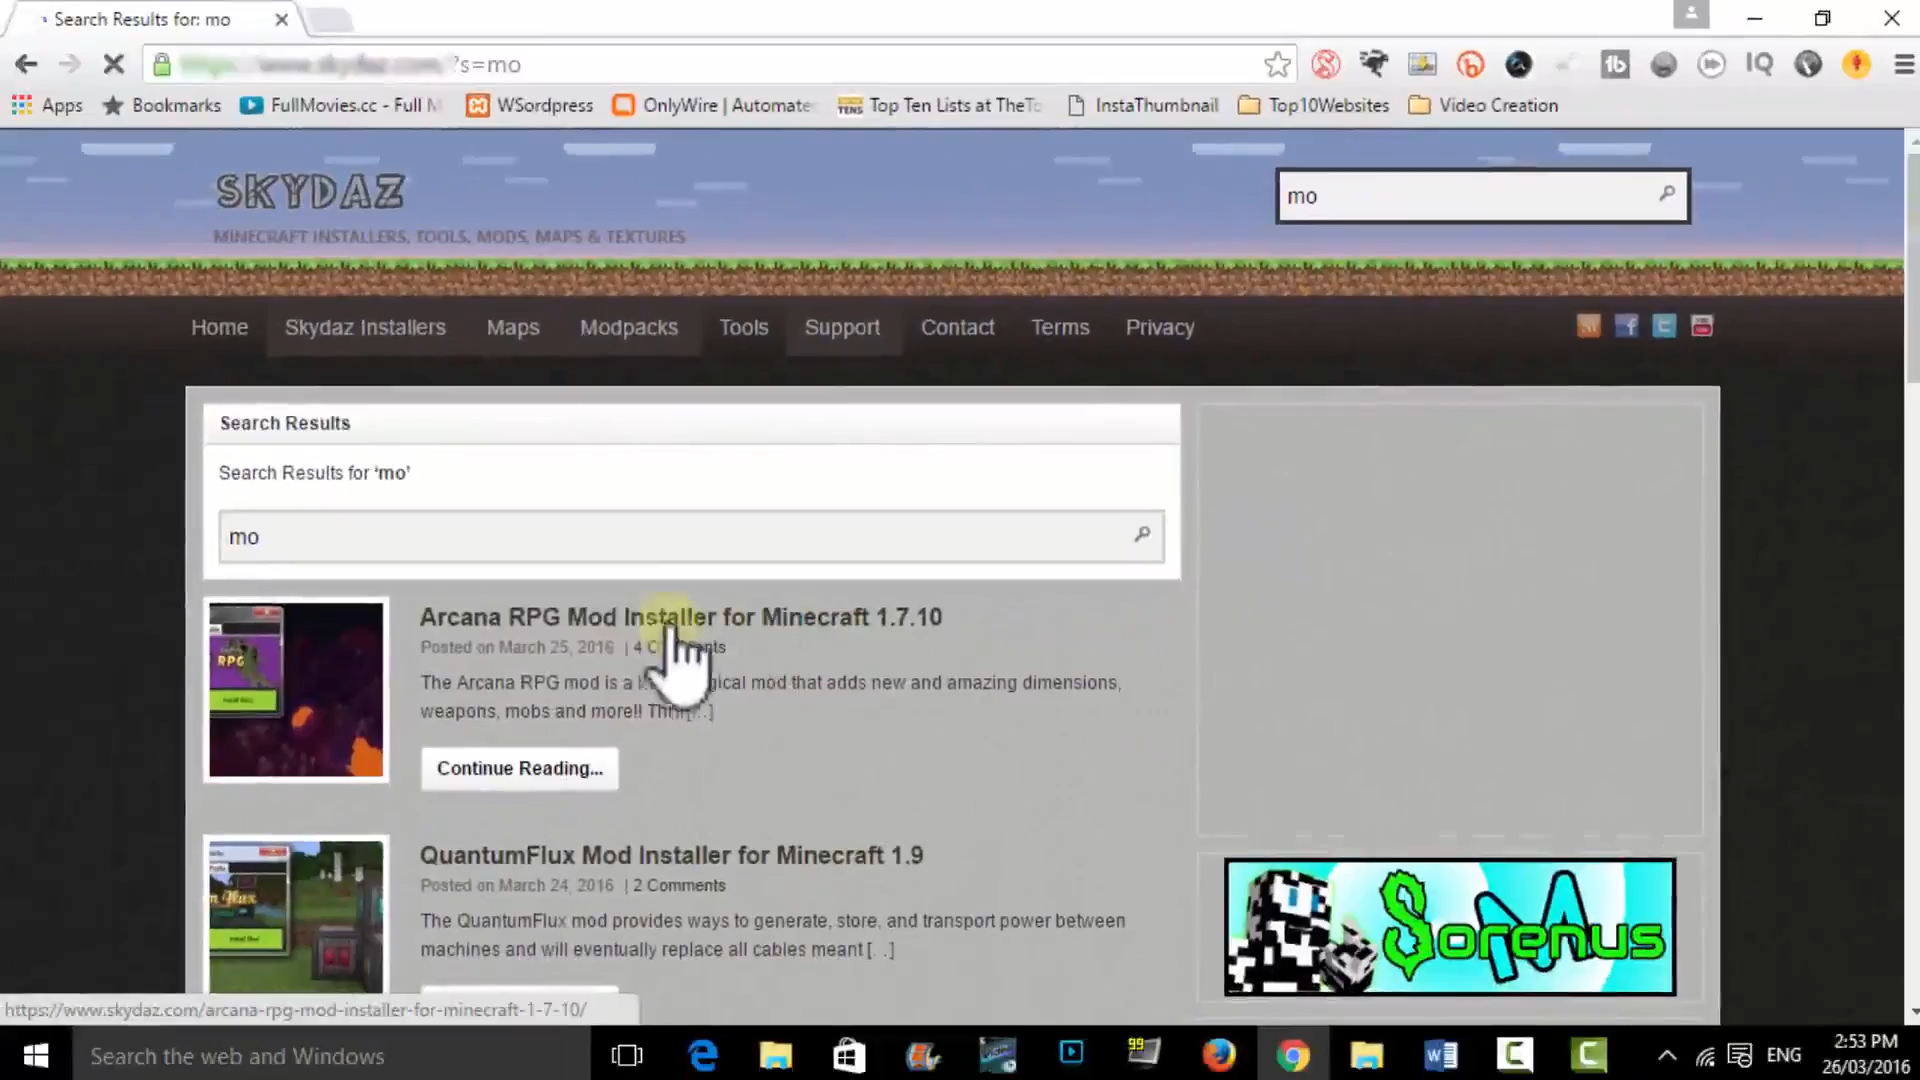 Search Results for: mo
?s=mo
Apps
Bookmarks
FullMovies.cc - Full M
WSordpress
OnlyWire | Automate
Top Ten Lists at TheTo
InstaThumbnail
Top10Websites
Video Creation
SKYDAZ
MINECRAFT INSTALLERS, TOOLS, MODS, MAPS & TEXTURES
mo
Home
Skydaz Installers
Maps
Modpacks
Tools
Support
Contact
Terms
Privacy
Search Results
Search Results for ‘mo’
mo
Arcana RPG Mod Installer for Minecraft 1.7.10
Posted on March 25, 2016 | 4
The Arcana RPG mod is a mod that adds new and amazing dimensions,
weapons, mobs and more!! [...]
Continue Reading...
RPG
QuantumFlux Mod Installer for Minecraft 1.9
Posted on March 24, 2016 | 2 Comments
The QuantumFlux mod provides ways to generate, store, and transport power between
machines and will eventually replace all cables meant [...]
SorenusM
https://www.skydaz.com/arcana-rpg-mod-installer-for-minecraft-1-7-10/
Search the web and Windows
99
ENG
2:53 PM
26/03/2016